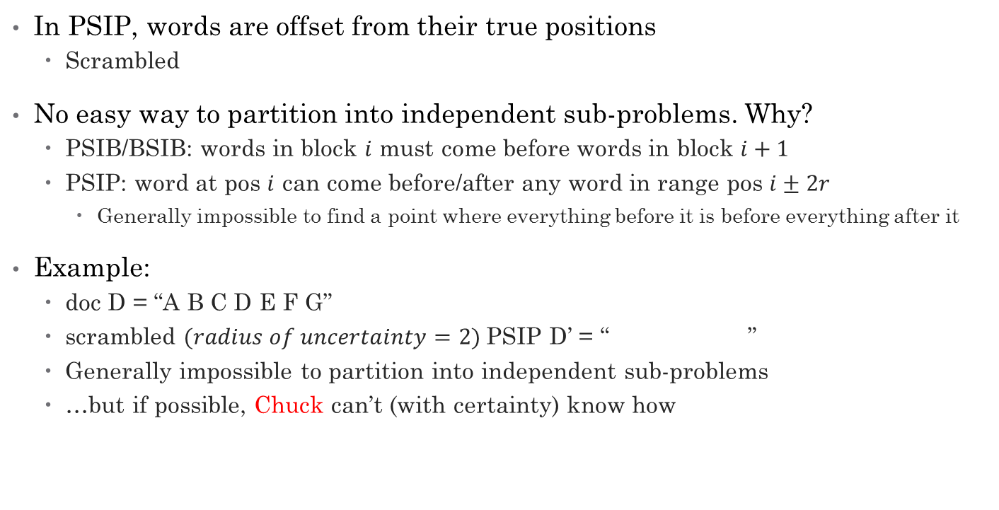 • In PSIP, words are offset from their true positions
• Scrambled
• No easy way to partition into independent sub-problems. Why?
• PSIB/BSIB: words in block i must come before words in block i + 1
• PSIP: word at pos i can come before/after any word in range pos i ± 2r
• Generally impossible to find a point where everything before it is before everything after it
• Example:
• doc D = “A B C D E F G”
• scrambled (radius of uncertainty = 2) PSIP D’ = “ ”
• Generally impossible to partition into independent sub-problems
• …but if possible, Chuck can’t (with certainty) know how